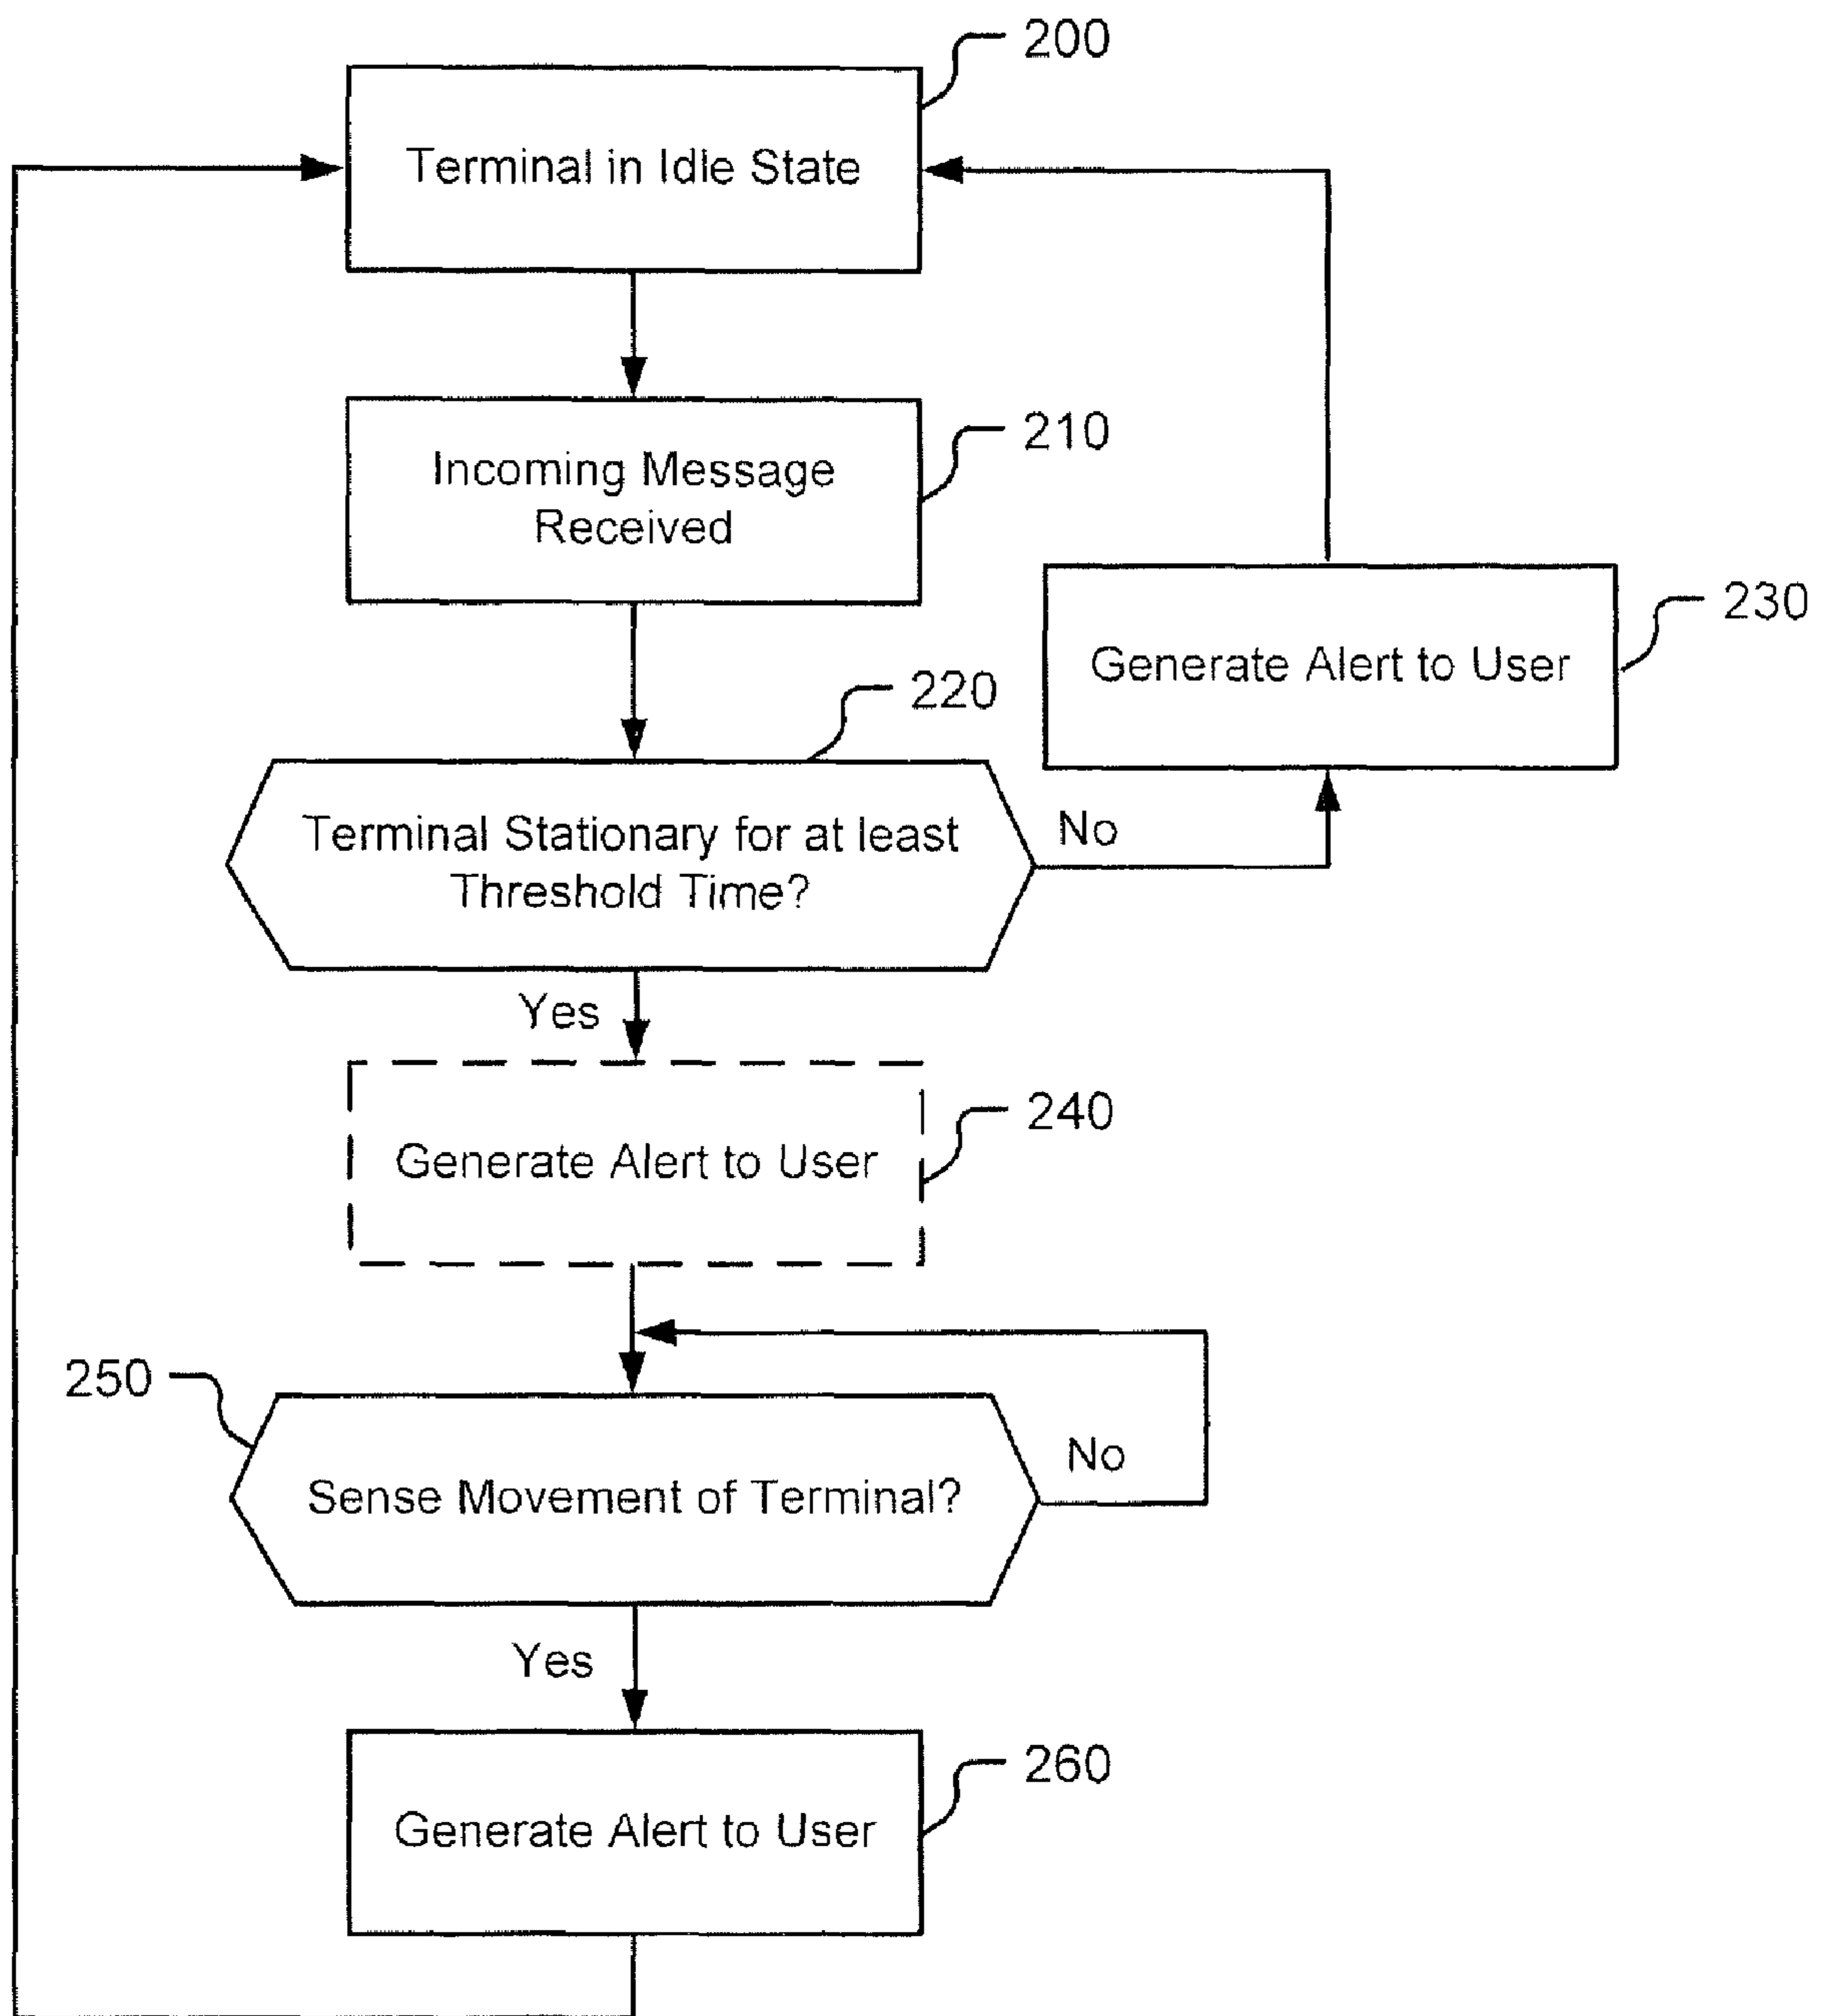 200
Terminal in Idle State
210
Incoming Message
Received
230
Generate Alert to User
220
Terminal Stationary for at least
Threshold Time?
No
Yes
240
Generate Alert to User
250
Sense Movement of Terminal?
No
Yes
260
Generate Alert to User